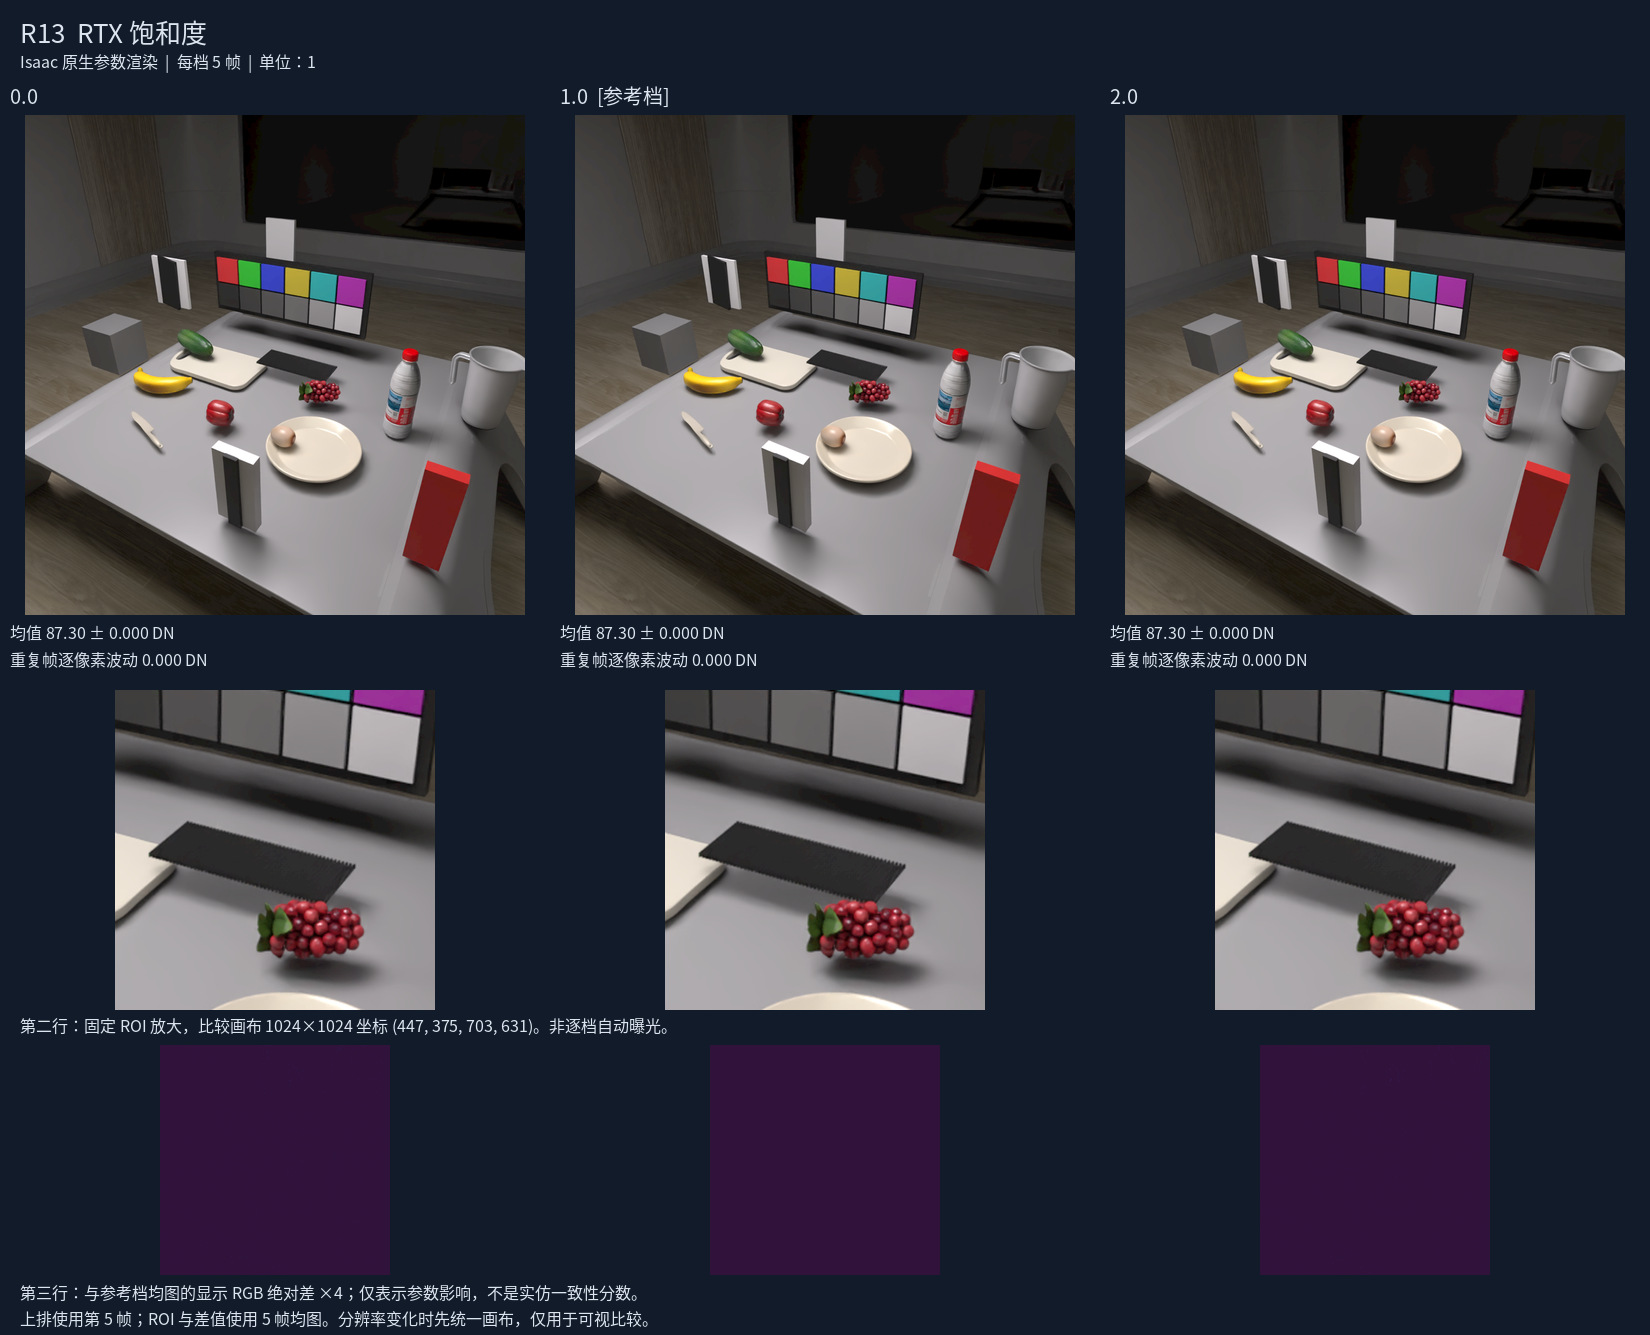 R13 RTX 饱和度
Isaac 原生参数渲染 | 每档 5 帧 | 单位：1
0.0
1.0 [参考档]
2.0
均值 87.30 ± 0.000 DN
重复帧逐像素波动 0.000 DN
均值 87.30 ± 0.000 DN
重复帧逐像素波动 0.000 DN
均值 87.30 ± 0.000 DN
重复帧逐像素波动 0.000 DN
第二行：固定 ROI 放大，比较画布 1024×1024 坐标 (447, 375, 703, 631)。非逐档自动曝光。
第三行：与参考档均图的显示 RGB 绝对差 ×4；仅表示参数影响，不是实仿一致性分数。
上排使用第 5 帧；ROI 与差值使用 5 帧均图。分辨率变化时先统一画布，仅用于可视比较。